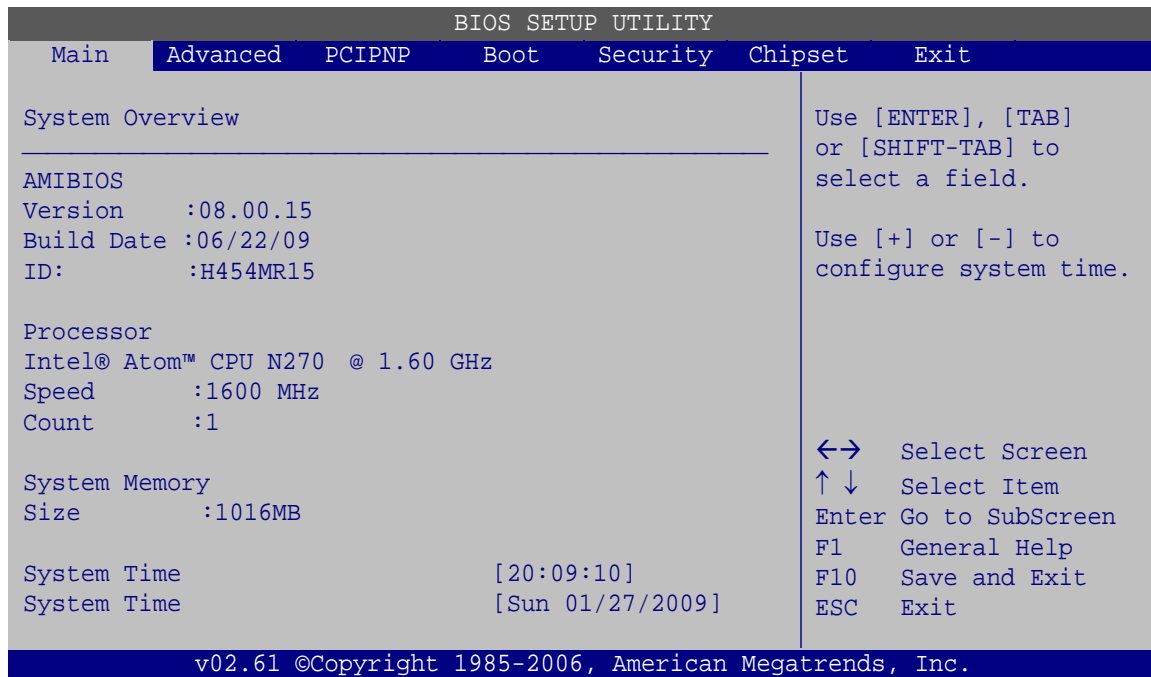 BIOS SETUP UTILITY
Main Advanced PCIPNP Boot Security Chipset Exit
System Overview
AMIBIOS
Version :08.00.15
Build Date :06/22/09
ID: :H454MR15
Processor
Intel® Atom™ CPU N270 @ 1.60 GHz
Speed :1600 MHz
Count :1
System Memory
Size :1016MB
System Time [20:09:10]
System Time [Sun 01/27/2009]
Use [ENTER], [TAB]
or [SHIFT-TAB] to
select a field.
Use [+] or [-] to
configure system time.
←→ Select Screen
↑ ↓ Select Item
Enter Go to SubScreen
F1 General Help
F10 Save and Exit
ESC Exit
v02.61 ©Copyright 1985-2006, American Megatrends, Inc.